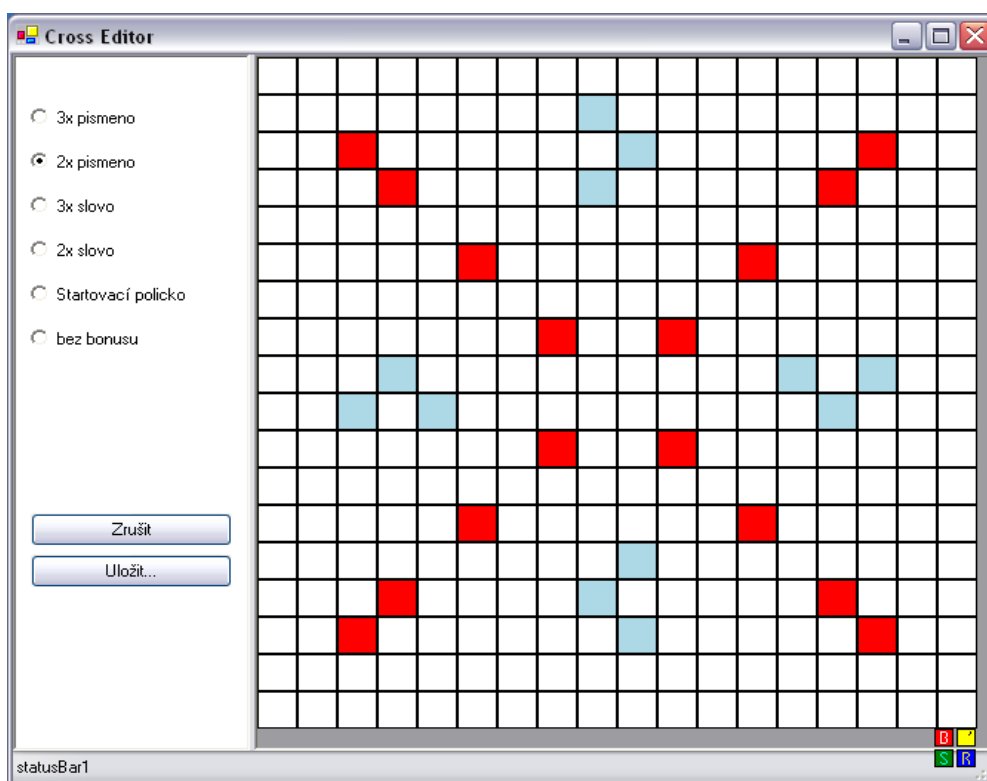 Cross Editor
3x pismeno
2x pismeno
3x slovo
2x slovo
Startovací policko
bez bonusu
Zrušit
Uložit...
B '
S R
statusBar1